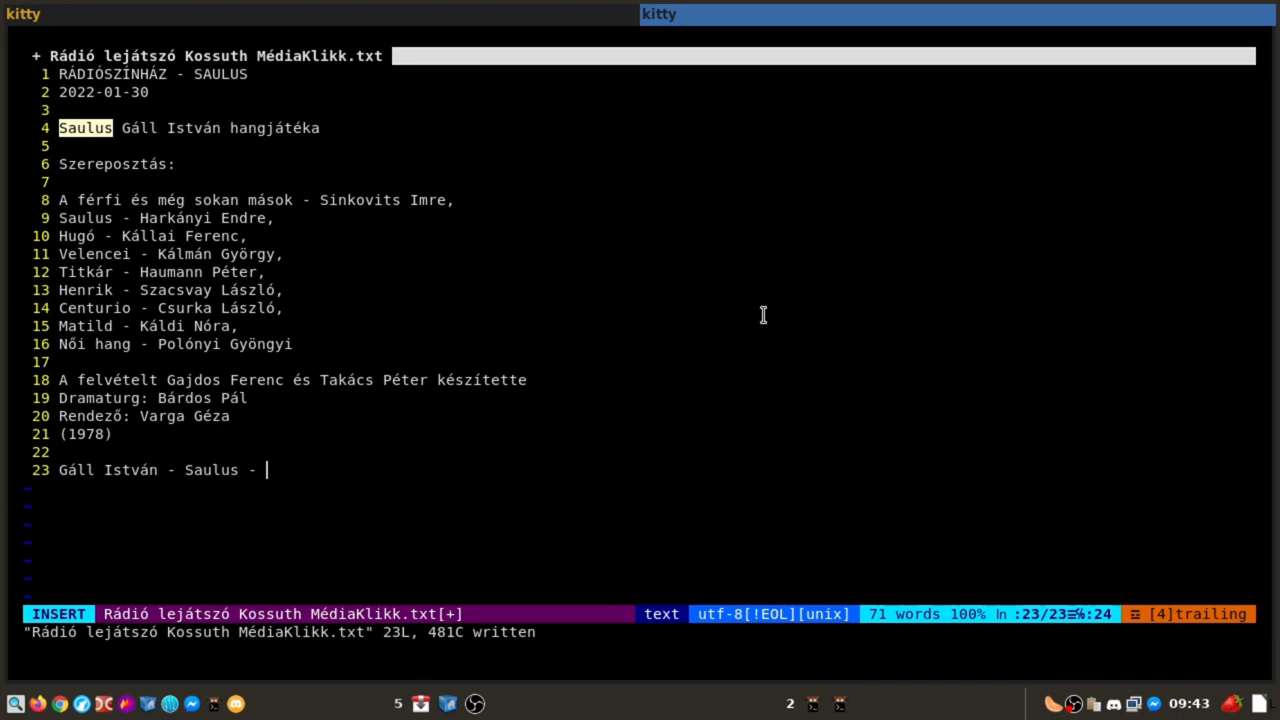 kitty
kitty
+ Rádió lejátszó Kossuth MédiaKlikk.txt
1 RÁDIÓSZÍNHÁZ - SAULUS
2 2022-01-30
3
4 Saulus Gáll István hangjátéka
5
6 Szereposztás:
7
8 A férfi és még sokan mások - Sinkovits Imre,
9 Saulus - Harkányi Endre,
10 Hugó - Kállai Ferenc,
11 Velencei - Kálmán György,
12 Titkár - Haumann Péter,
13 Henrik - Szacsvay László,
14 Centurio - Csurka László,
15 Matild - Káldi Nóra,
16 Női hang - Polónyi Gyöngyi
17
18 A felvételt Gajdos Ferenc és Takács Péter készítette
19 Dramaturg: Bárdos Pál
20 Rendező: Varga Géza
21 (1978)
22
23 Gáll István - Saulus -
~
~
~
~
~
~
~
INSERT Rádió lejátszó Kossuth MédiaKlikk.txt[+] text utf-8[!EOL][unix] 71 words 100% ㏑ :23/23☰℅:24 ☲ [4]trailing
"Rádió lejátszó Kossuth MédiaKlikk.txt" 23L, 481C written
5 2 09:43